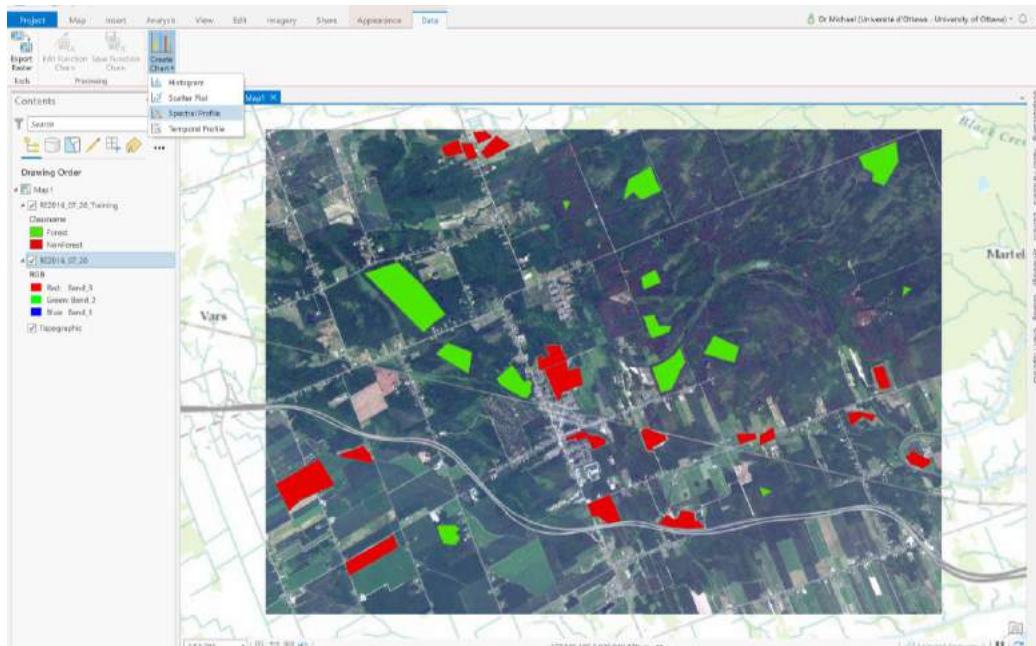 Project Map Insert Analysis View Edit Imagery Share Appearance Data
Dr Michael (Université d'Ottawa - University of Ottawa)
Export Raster
Edit Function Chain
Save Function Chain
Create Chart
Tools
Processing
Histogram
Scatter Plot
Spectral Profile
Temporal Profile
Contents
Map1
Search
Drawing Order
Map1
RE2016_07_20_Training
Classname
Forest
NonForest
RE2016_07_20
RGB
Red: Band_3
Green: Band_2
Blue: Band_1
Topographic
Vars
Martel